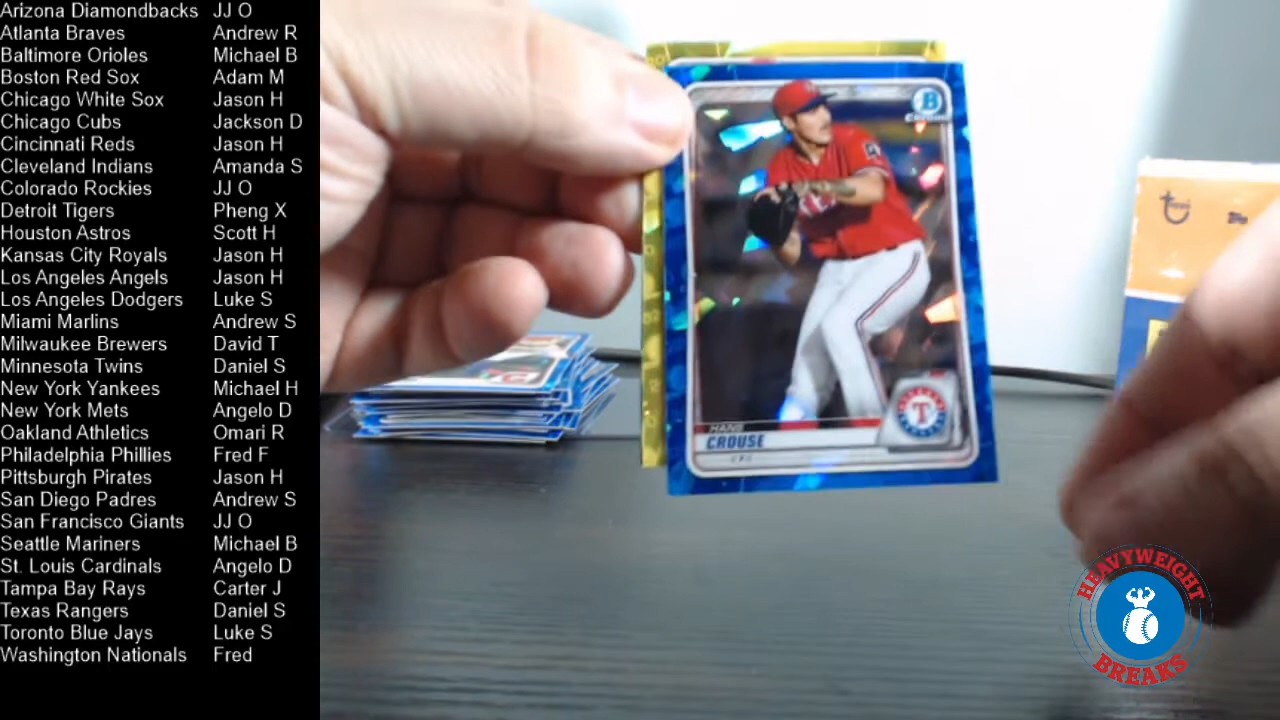 Arizona Diamondbacks JJ O
Atlanta Braves Andrew R
Baltimore Orioles Michael B
Boston Red Sox Adam M
Chicago White Sox Jason H
Chicago Cubs Jackson D
Cincinnati Reds Jason H
Cleveland Indians Amanda S
Colorado Rockies JJ O
Detroit Tigers Pheng X
Houston Astros Scott H
Kansas City Royals Jason H
Los Angeles Angels Jason H
Los Angeles Dodgers Luke S
Miami Marlins Andrew S
Milwaukee Brewers David T
Minnesota Twins Daniel S
New York Yankees Michael H
New York Mets Angelo D
Oakland Athletics Omari R
Philadelphia Phillies Fred F
Pittsburgh Pirates Jason H
San Diego Padres Andrew S
San Francisco Giants JJ O
Seattle Mariners Michael B
St. Louis Cardinals Angelo D
Tampa Bay Rays Carter J
Texas Rangers Daniel S
Toronto Blue Jays Luke S
Washington Nationals Fred
B
Chrome
HANS
CROUSE
T
Topps
HEAVYWEIGHT
BREAKS